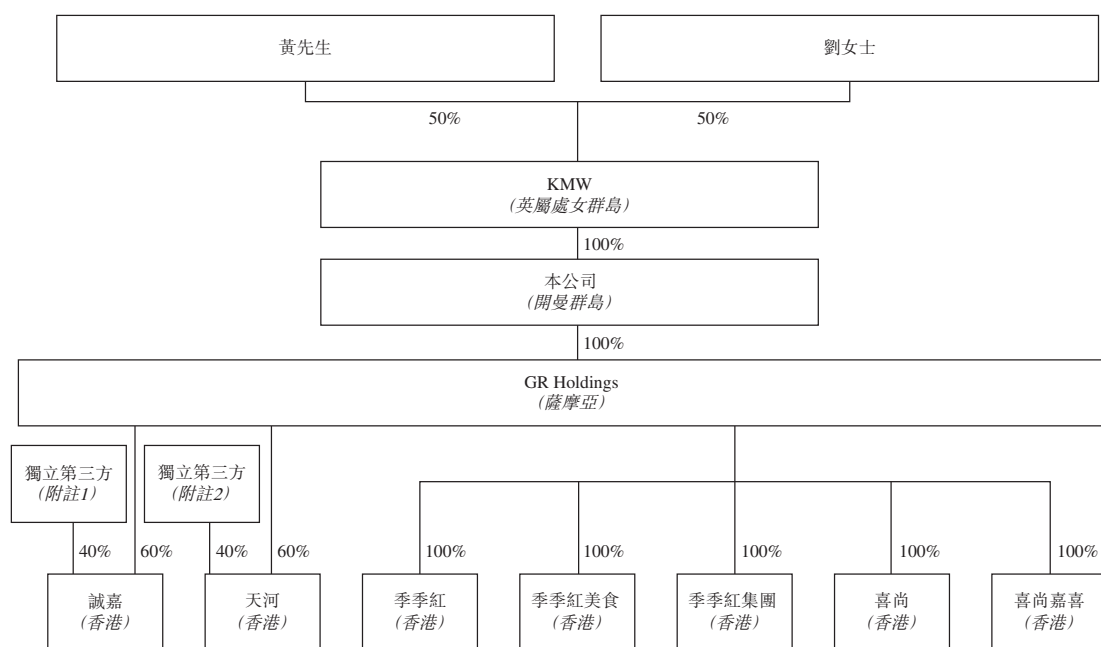 黃先生
劉女士
50%
50%
KMW
(英屬處女群島)
100%
本公司
(開曼群島)
100%
GR Holdings
(薩摩亞)
獨立第三方
(附註1)
獨立第三方
(附註2)
40%
60%
40%
60%
100%
100%
100%
100%
100%
誠嘉
(香港)
天河
(香港)
季季紅
(香港)
季季紅美食
(香港)
季季紅集團
(香港)
喜尚
(香港)
喜尚嘉喜
(香港)